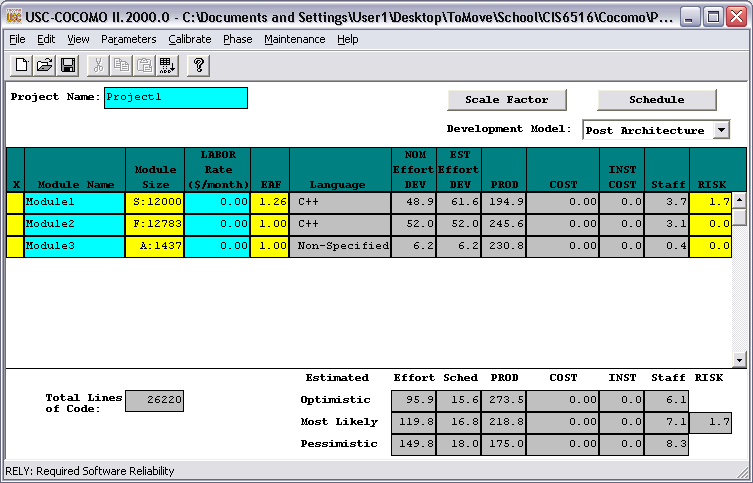 USC-COCOMO II.2000.0 - C:\Documents and Settings\User1\Desktop\ToMove\School\CIS6516\Cocomo\P...
File Edit View Parameters Calibrate Phase Maintenance Help
Project Name: Project1
Scale Factor Schedule
Development Model: Post Architecture
X Module Name Module Size LABOR Rate ($/month) EAF Language NOM Effort DEV EST Effort DEV PROD COST INST COST Staff RISK
Module1 S:12000 0.00 1.26 C++ 48.9 61.6 194.9 0.00 0.0 3.7 1.7
Module2 F:12783 0.00 1.00 C++ 52.0 52.0 245.6 0.00 0.0 3.1 0.0
Module3 A:1437 0.00 1.00 Non-Specified 6.2 6.2 230.8 0.00 0.0 0.4 0.0
Estimated Effort Sched PROD COST INST Staff RISK
Total Lines of Code: 26220
Optimistic 95.9 15.6 273.5 0.00 0.0 6.1
Most Likely 119.8 16.8 218.8 0.00 0.0 7.1 1.7
Pessimistic 149.8 18.0 175.0 0.00 0.0 8.3
RELY: Required Software Reliability